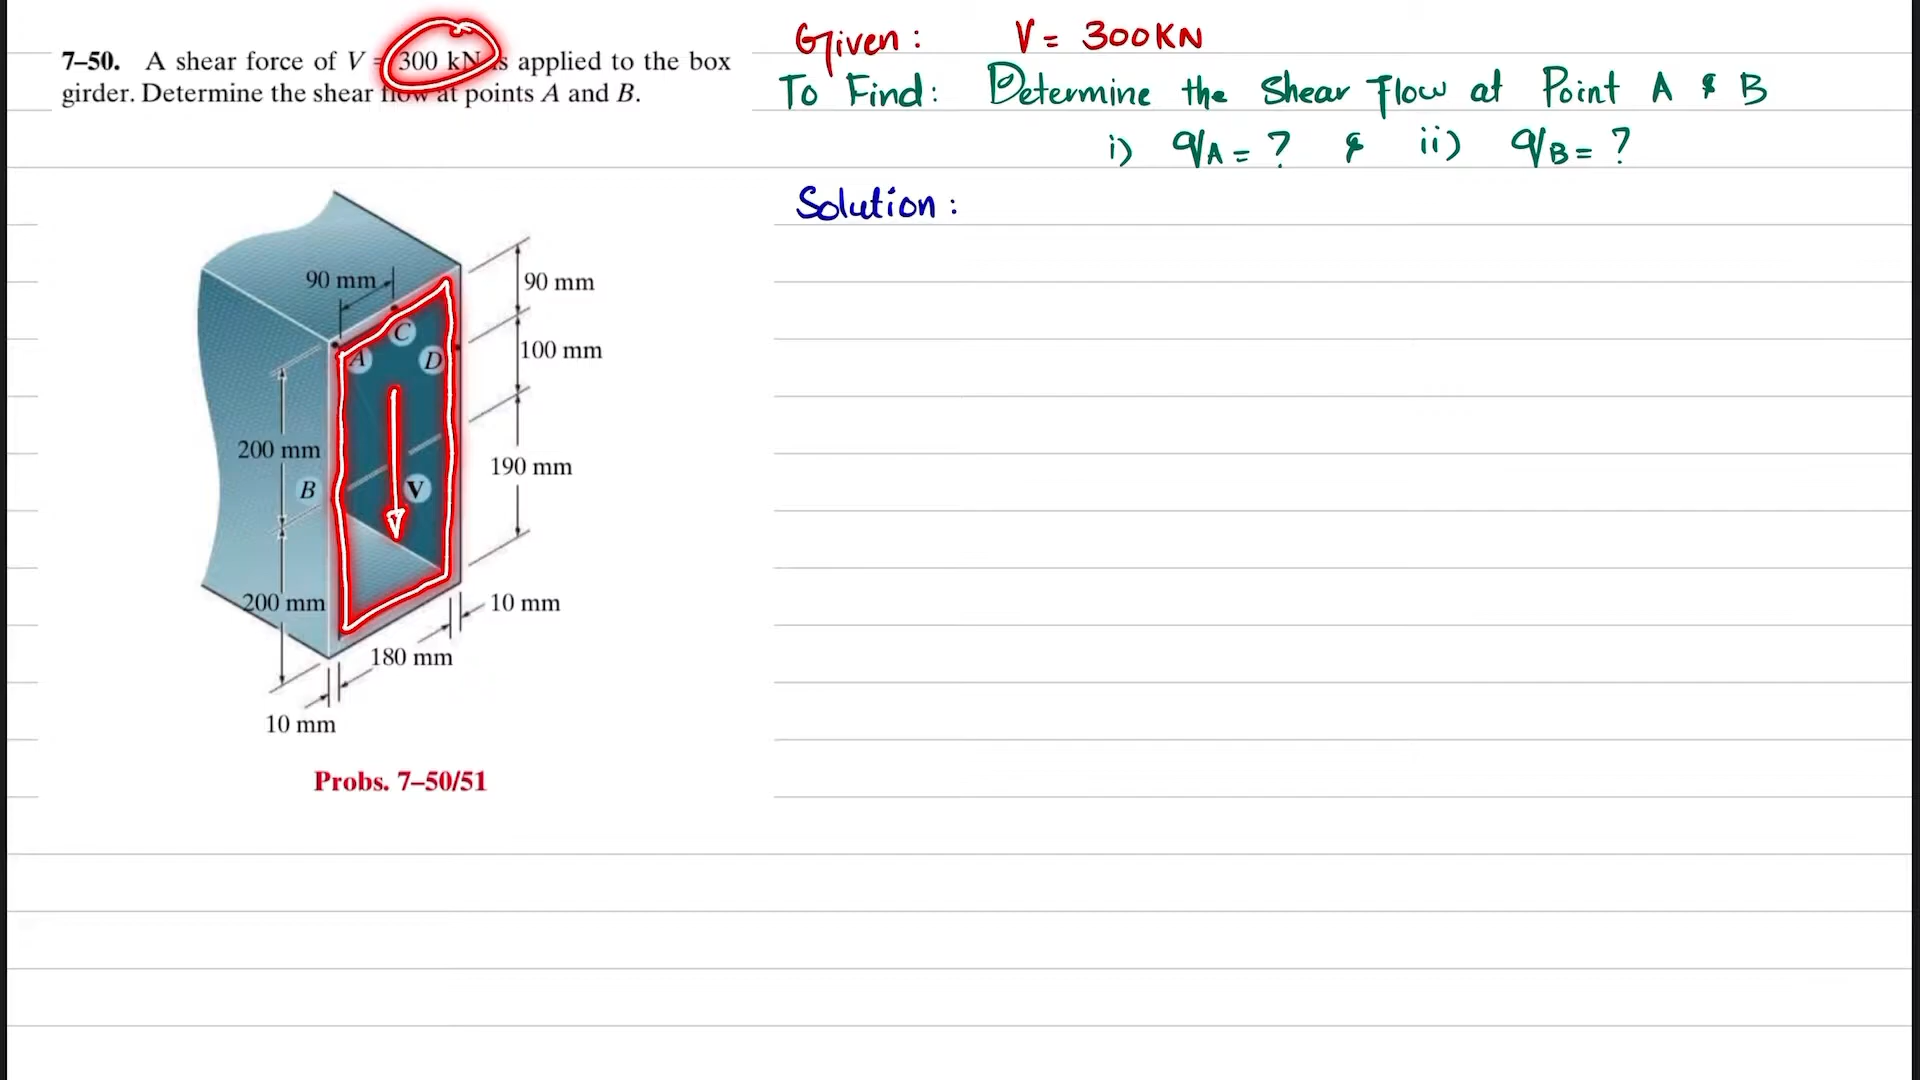 7–50. A shear force of V = 300 kN is applied to the box
girder. Determine the shear flow at points A and B.
Given: V = 300KN
To Find: Determine the Shear Flow at Point A & B
i) qA = ? & ii) qB = ?
Solution:
90 mm
90 mm
C
A
D
100 mm
200 mm
190 mm
B
V
200 mm
10 mm
180 mm
10 mm
Probs. 7–50/51